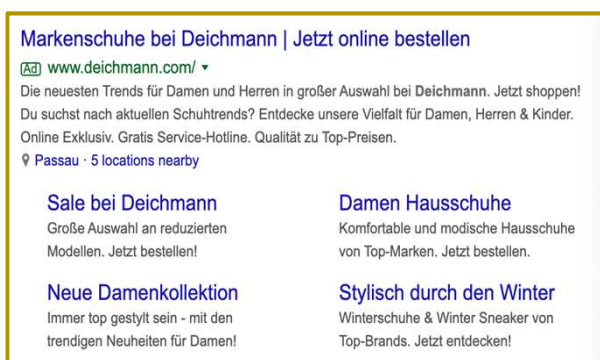 Markenschuhe bei Deichmann | Jetzt online bestellen
Ad www.deichmann.com/
Die neuesten Trends für Damen und Herren in großer Auswahl bei Deichmann. Jetzt shoppen!
Du suchst nach aktuellen Schuhtrends? Entdecke unsere Vielfalt für Damen, Herren & Kinder.
Online Exklusiv. Gratis Service-Hotline. Qualität zu Top-Preisen.
Passau · 5 locations nearby
Sale bei Deichmann
Große Auswahl an reduzierten
Modellen. Jetzt bestellen!
Damen Hausschuhe
Komfortable und modische Hausschuhe
von Top-Marken. Jetzt bestellen.
Neue Damenkollektion
Immer top gestylt sein - mit den
trendigen Neuheiten für Damen!
Stylisch durch den Winter
Winterschuhe & Winter Sneaker von
Top-Brands. Jetzt entdecken!